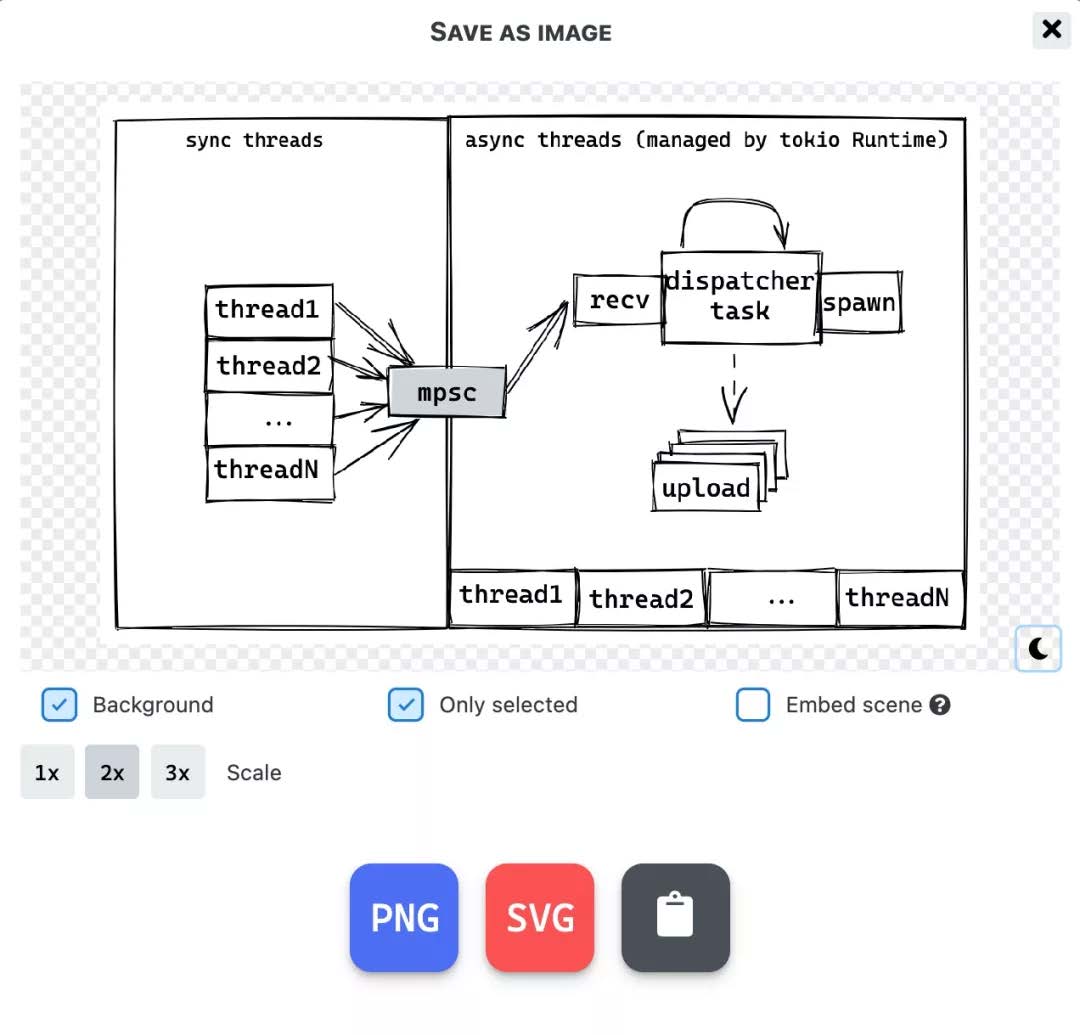 SAVE AS IMAGE
sync threads
async threads (managed by tokio Runtime)
thread1
thread2
...
threadN
mpsc
recv
dispatcher
task
spawn
upload
thread1
thread2
...
threadN
Background
Only selected
Embed scene ?
1x
2x
3x
Scale
PNG
SVG